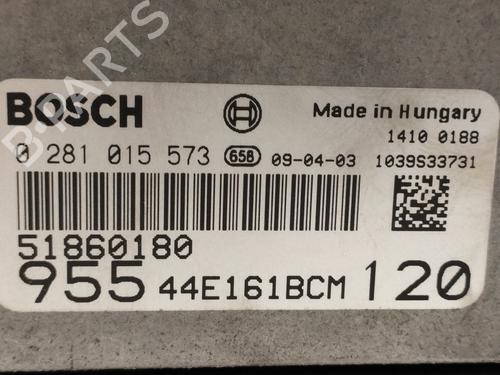 B-PARTS
BOSCH
Made in Hungary
1410 0188
0 281 015 573 658 09-04-03 1039S33731
51860180
955 44E161BCM 120